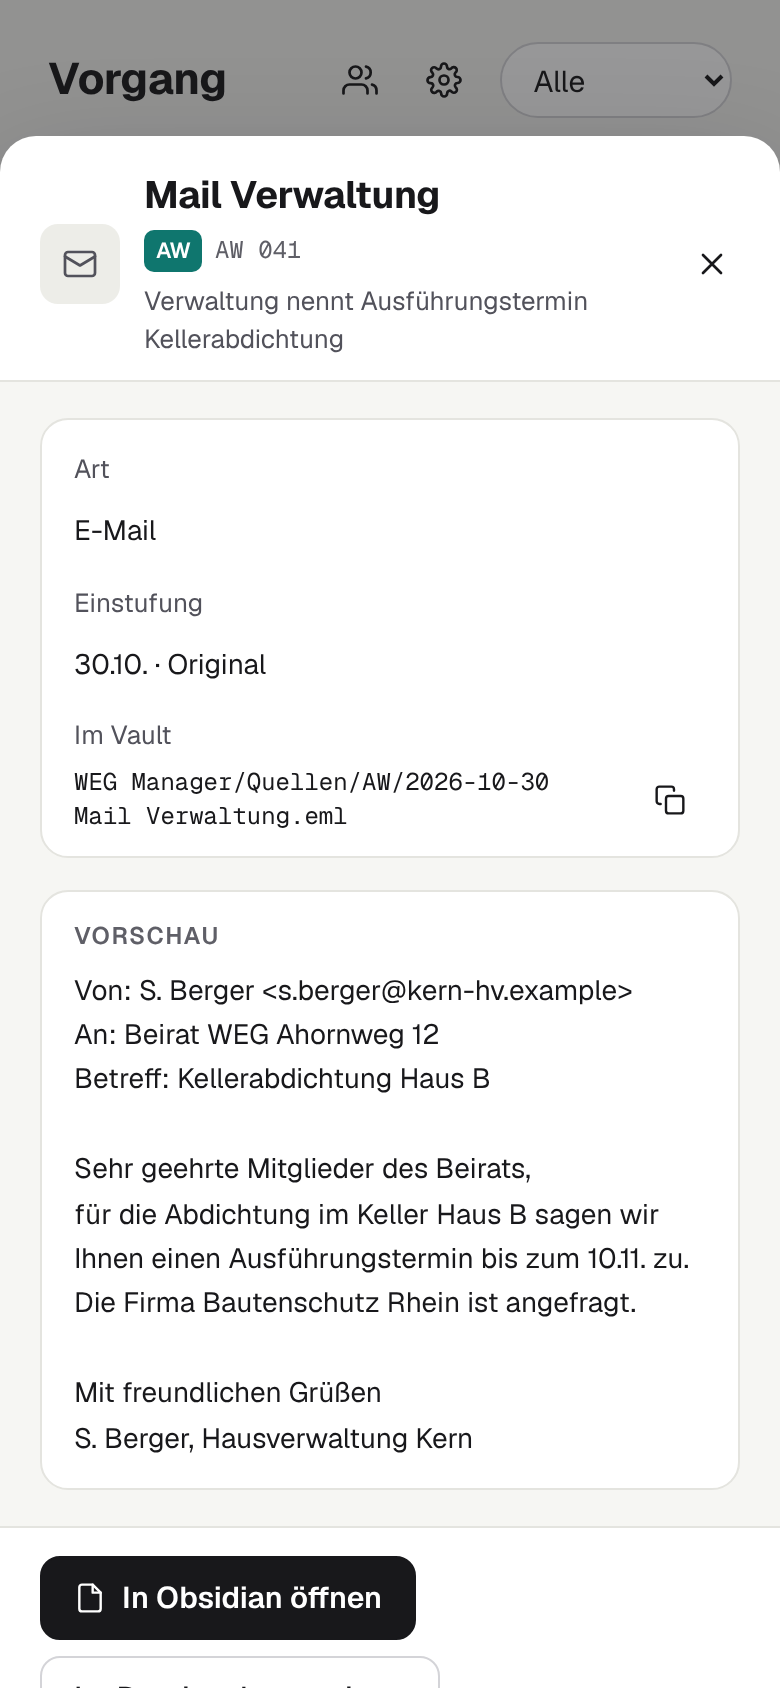 Vorgang
Alle
Mail Verwaltung
AW AW 041
Verwaltung nennt Ausführungstermin
Kellerabdichtung
Art
E-Mail
Einstufung
30.10. · Original
Im Vault
WEG Manager/Quellen/AW/2026-10-30
Mail Verwaltung.eml
VORSCHAU
Von: S. Berger <s.berger@kern-hv.example>
An: Beirat WEG Ahornweg 12
Betreff: Kellerabdichtung Haus B
Sehr geehrte Mitglieder des Beirats,
für die Abdichtung im Keller Haus B sagen wir
Ihnen einen Ausführungstermin bis zum 10.11. zu.
Die Firma Bautenschutz Rhein ist angefragt.
Mit freundlichen Grüßen
S. Berger, Hausverwaltung Kern
In Obsidian öffnen